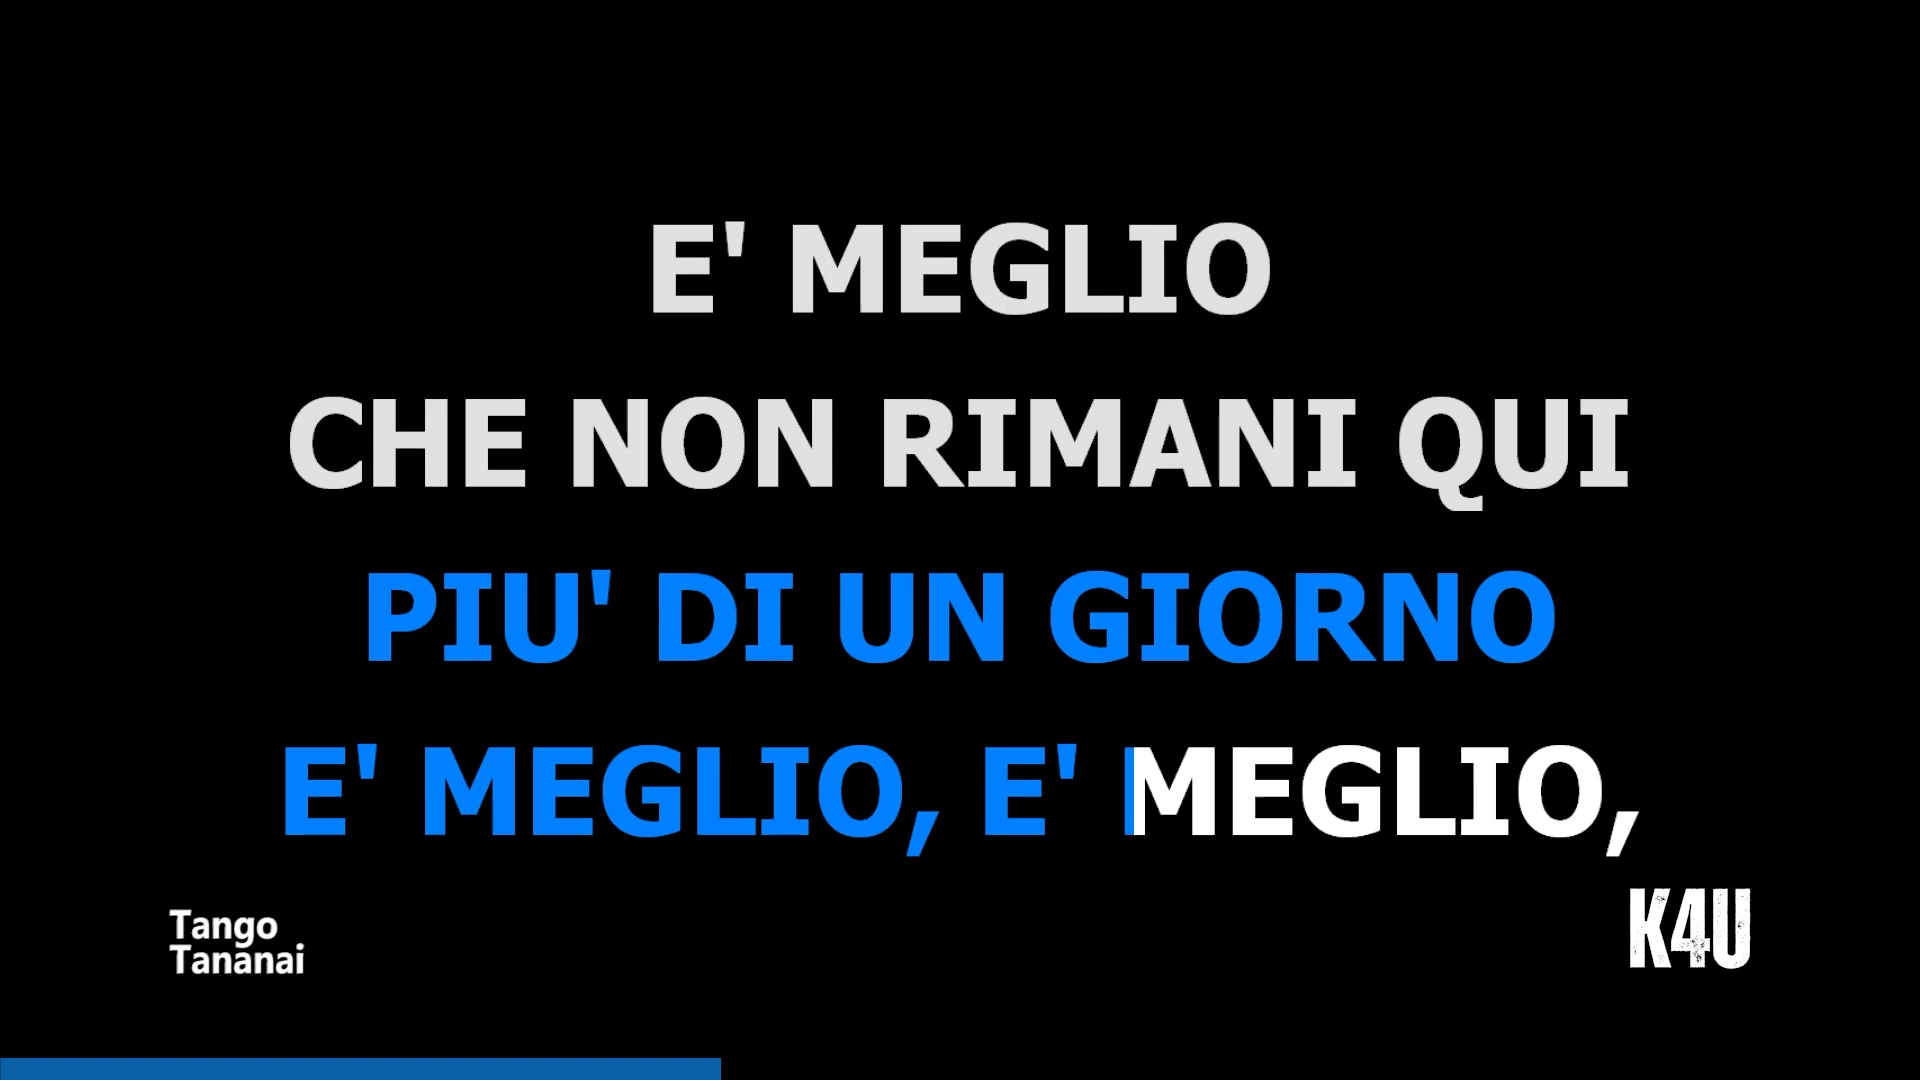 E' MEGLIO
CHE NON RIMANI QUI
PIU' DI UN GIORNO
E' MEGLIO, E' MEGLIO,
Tango
Tananai
K4U